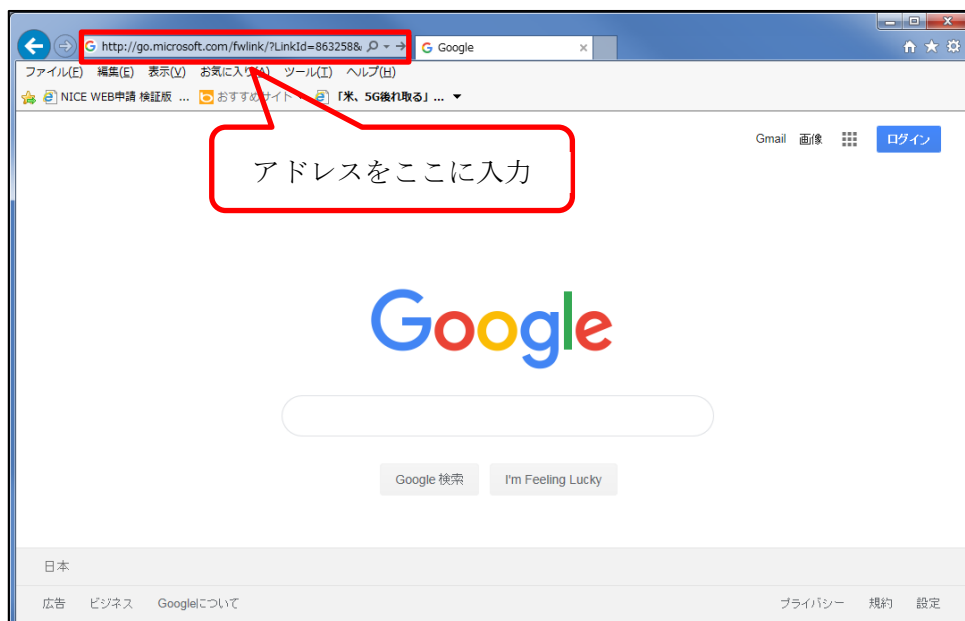 http://go.microsoft.com/fwlink/?LinkId=863258& Google
ファイル(F) 編集(E) 表示(V) お気に入り(A) ツール(T) ヘルプ(H)
NICE WEB申請 検証版 ... おすすめサイト 「米、5G後れ取る」...
Gmail 画像 ログイン
アドレスをここに入力
Google
Google 検索 I'm Feeling Lucky
日本
広告 ビジネス Googleについて プライバシー 規約 設定